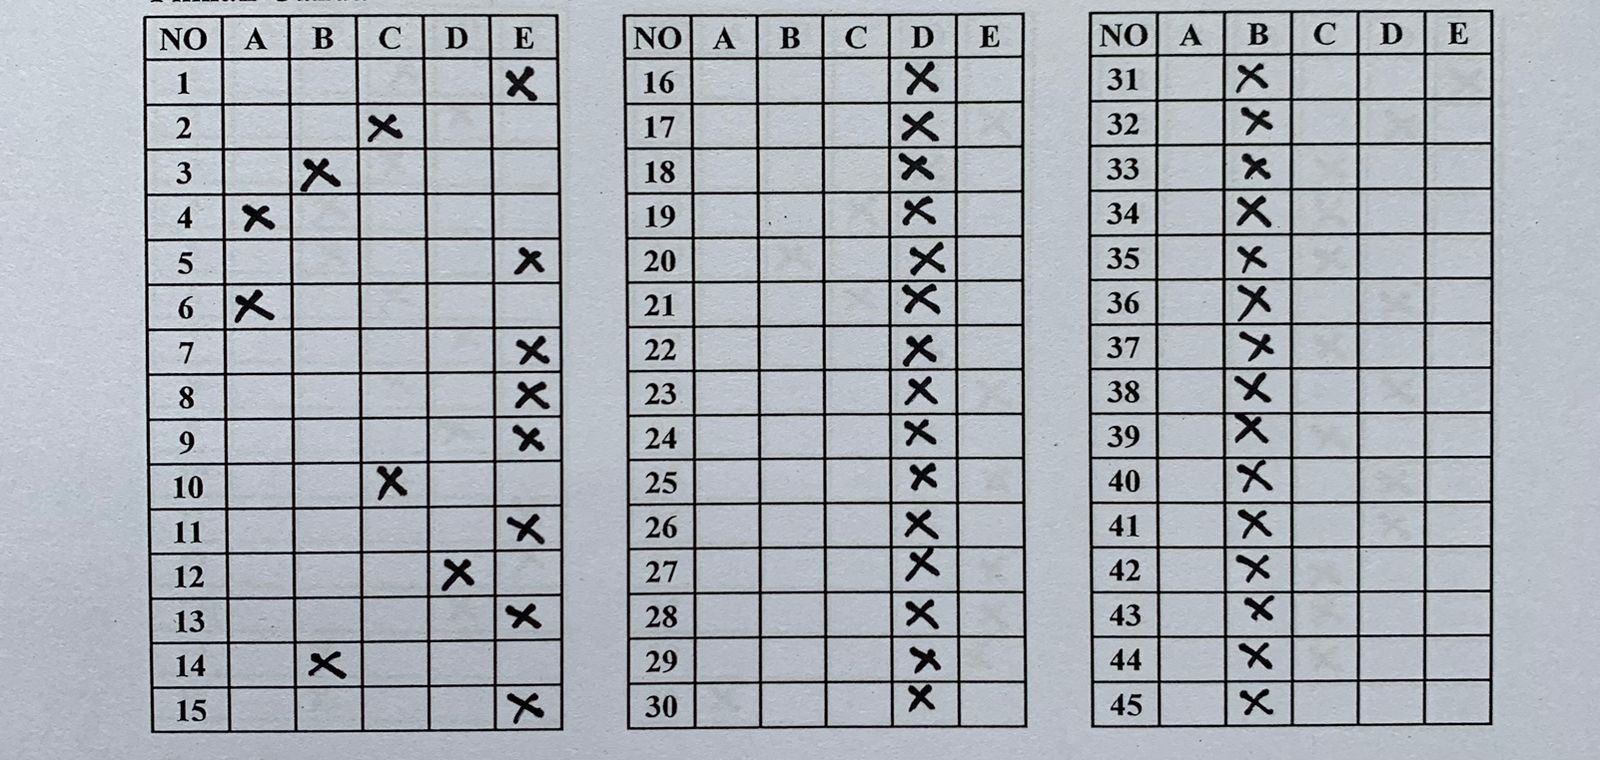 NO A B C D E
1 X
2 X
3 X
4 X
5 X
6 X
7 X
8 X
9 X
10 X
11 X
12 X
13 X
14 X
15 X
NO A B C D E
16 X
17 X
18 X
19 X
20 X
21 X
22 X
23 X
24 X
25 X
26 X
27 X
28 X
29 X
30 X
NO A B C D E
31 X
32 X
33 X
34 X
35 X
36 X
37 X
38 X
39 X
40 X
41 X
42 X
43 X
44 X
45 X